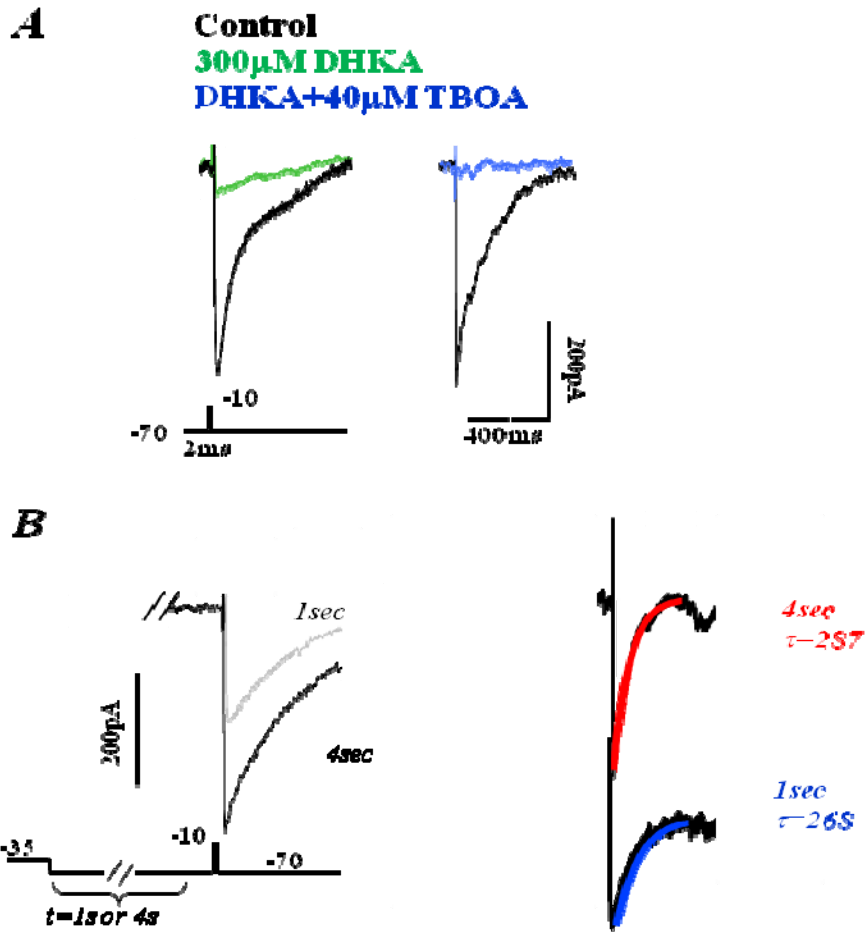 A
Control
300µM DHKA
DHKA+40µM TBOA
-10
-70
2ms
200pA
400ms
B
1sec
4sec
200pA
-35
-10
-70
t=1s or 4s
4sec
τ=287
1sec
τ=268